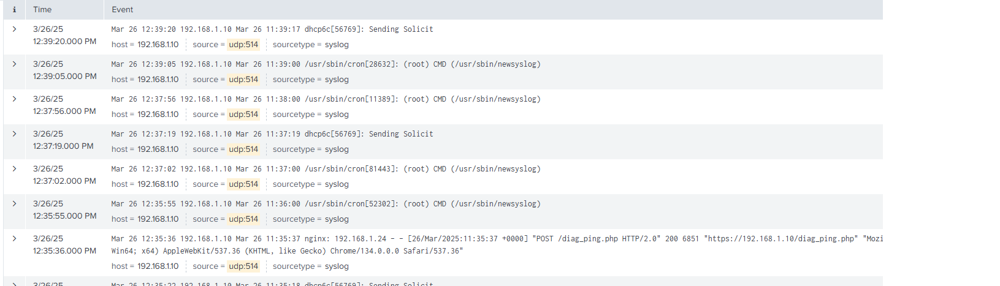 i Time Event
3/26/25 Mar 26 12:39:20 192.168.1.10 Mar 26 11:39:17 dhcp6c[56769]: Sending Solicit
12:39:20.000 PM host = 192.168.1.10 source = udp:514 sourcetype = syslog
3/26/25 Mar 26 12:39:05 192.168.1.10 Mar 26 11:39:00 /usr/sbin/cron[28632]: (root) CMD (/usr/sbin/newsyslog)
12:39:05.000 PM host = 192.168.1.10 source = udp:514 sourcetype = syslog
3/26/25 Mar 26 12:37:56 192.168.1.10 Mar 26 11:38:00 /usr/sbin/cron[11389]: (root) CMD (/usr/sbin/newsyslog)
12:37:56.000 PM host = 192.168.1.10 source = udp:514 sourcetype = syslog
3/26/25 Mar 26 12:37:19 192.168.1.10 Mar 26 11:37:19 dhcp6c[56769]: Sending Solicit
12:37:19.000 PM host = 192.168.1.10 source = udp:514 sourcetype = syslog
3/26/25 Mar 26 12:37:02 192.168.1.10 Mar 26 11:37:00 /usr/sbin/cron[81443]: (root) CMD (/usr/sbin/newsyslog)
12:37:02.000 PM host = 192.168.1.10 source = udp:514 sourcetype = syslog
3/26/25 Mar 26 12:35:55 192.168.1.10 Mar 26 11:36:00 /usr/sbin/cron[52302]: (root) CMD (/usr/sbin/newsyslog)
12:35:55.000 PM host = 192.168.1.10 source = udp:514 sourcetype = syslog
3/26/25 Mar 26 12:35:36 192.168.1.10 Mar 26 11:35:37 nginx: 192.168.1.24 - - [26/Mar/2025:11:35:37 +0000] "POST /diag_ping.php HTTP/2.0" 200 6851 "https://192.168.1.10/diag_ping.php" "Mozi
12:35:36.000 PM Win64; x64) AppleWebKit/537.36 (KHTML, like Gecko) Chrome/134.0.0.0 Safari/537.36"
host = 192.168.1.10 source = udp:514 sourcetype = syslog
3/26/25 Mar 26 12:35:22 192.168.1.10 Mar 26 11:35:18 dhcp6c[56769]: Sending Solicit